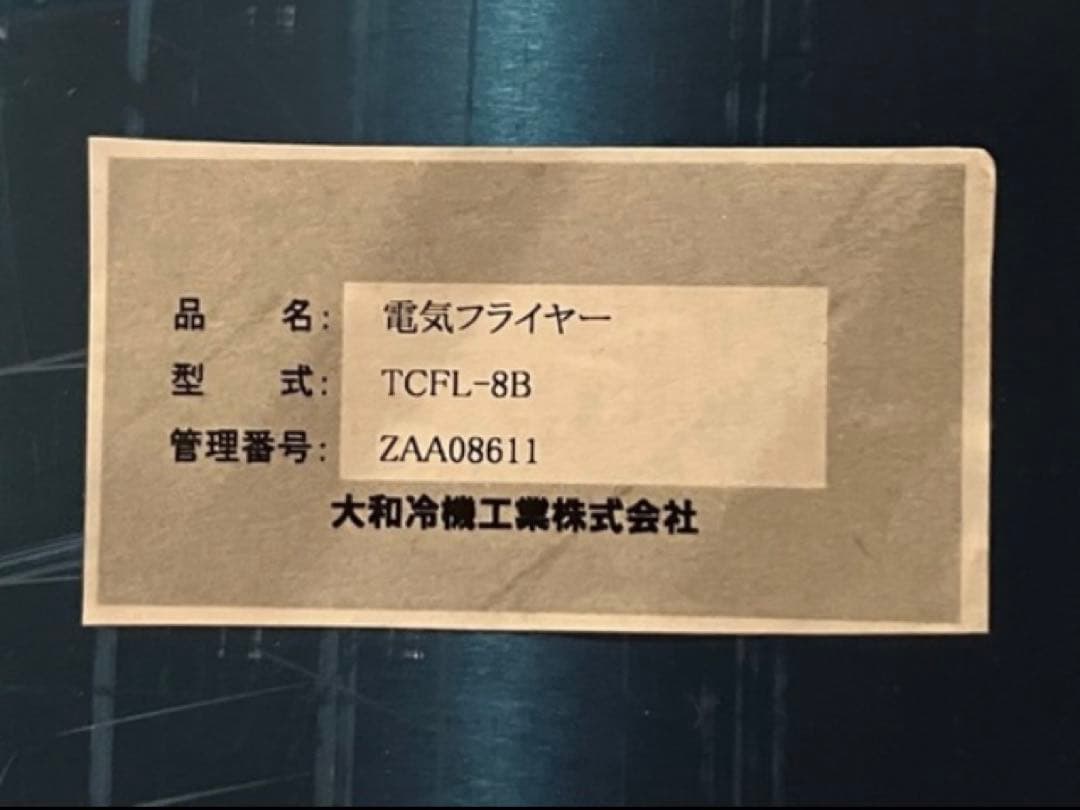 品　　名: 電気フライヤー
型　　式: TCFL-8B
管理番号: ZAA08611
大和冷機工業株式会社